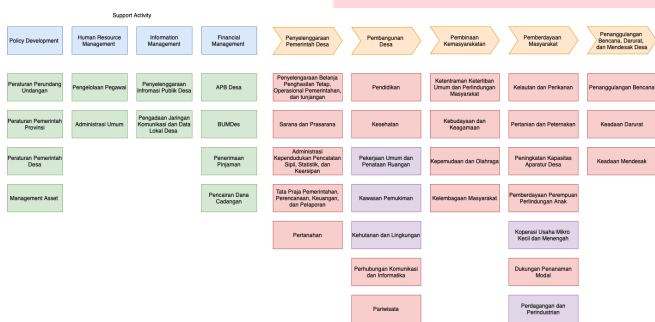 Support Activity
Policy Development
Human Resource
Management
Information
Management
Financial
Management
Penyelenggaraan
Pemerintah Desa
Pembangunan
Desa
Pembinaan
Kemasyarakatan
Pemberdayaan
Masyarakat
Penanggulangan
Bencana, Darurat,
dan Mendesak Desa
Peraturan Perundang
Undangan
Pengelolaan Pegawai
Penyelenggaraan
Infromasi Publik Desa
APB Desa
Penyelengaraan Belanja
Penghasilan Tetap,
Operasional Pemerintahan,
dan tunjangan
Pendidikan
Ketentraman Ketertiban
Umum dan Perlindungan
Masyarakat
Kelautan dan Perikanan
Penanggulangan Bencana
Peraturan Pemerintah
Provinsi
Administrasi Umum
Pengadaan Jaringan
Komunikasi dan Data
Lokal Desa
BUMDes
Sarana dan Prasarana
Kesehatan
Kebudayaan dan
Keagamaan
Pertanian dan Peternakan
Keadaan Darurat
Peraturan Pemerintah
Desa
Penerimaan
Pinjaman
Administrasi
Kependudukan Pencatatan
Sipil, Statistik, dan
Kearsipan
Pekerjaan Umum dan
Penataan Ruangan
Kepemudaan dan Olahraga
Peningkatan Kapasitas
Aparatur Desa
Keadaan Mendesak
Management Asset
Pencairan Dana
Cadangan
Tata Praja Pemerintahan,
Perencanaan, Keuangan,
dan Pelaporan
Kawasan Pemukiman
Kelembagaan Masyarakat
Pemberdayaan Perempuan
Perlindungan Anak
Pertanahan
Kehutanan dan Lingkungan
Koperasi Usaha Mikro
Kecil dan Menengah
Perhubungan Komunikasi
dan Informatika
Dukungan Penanaman
Modal
Pariwisata
Perdagangan dan
Perindustrian